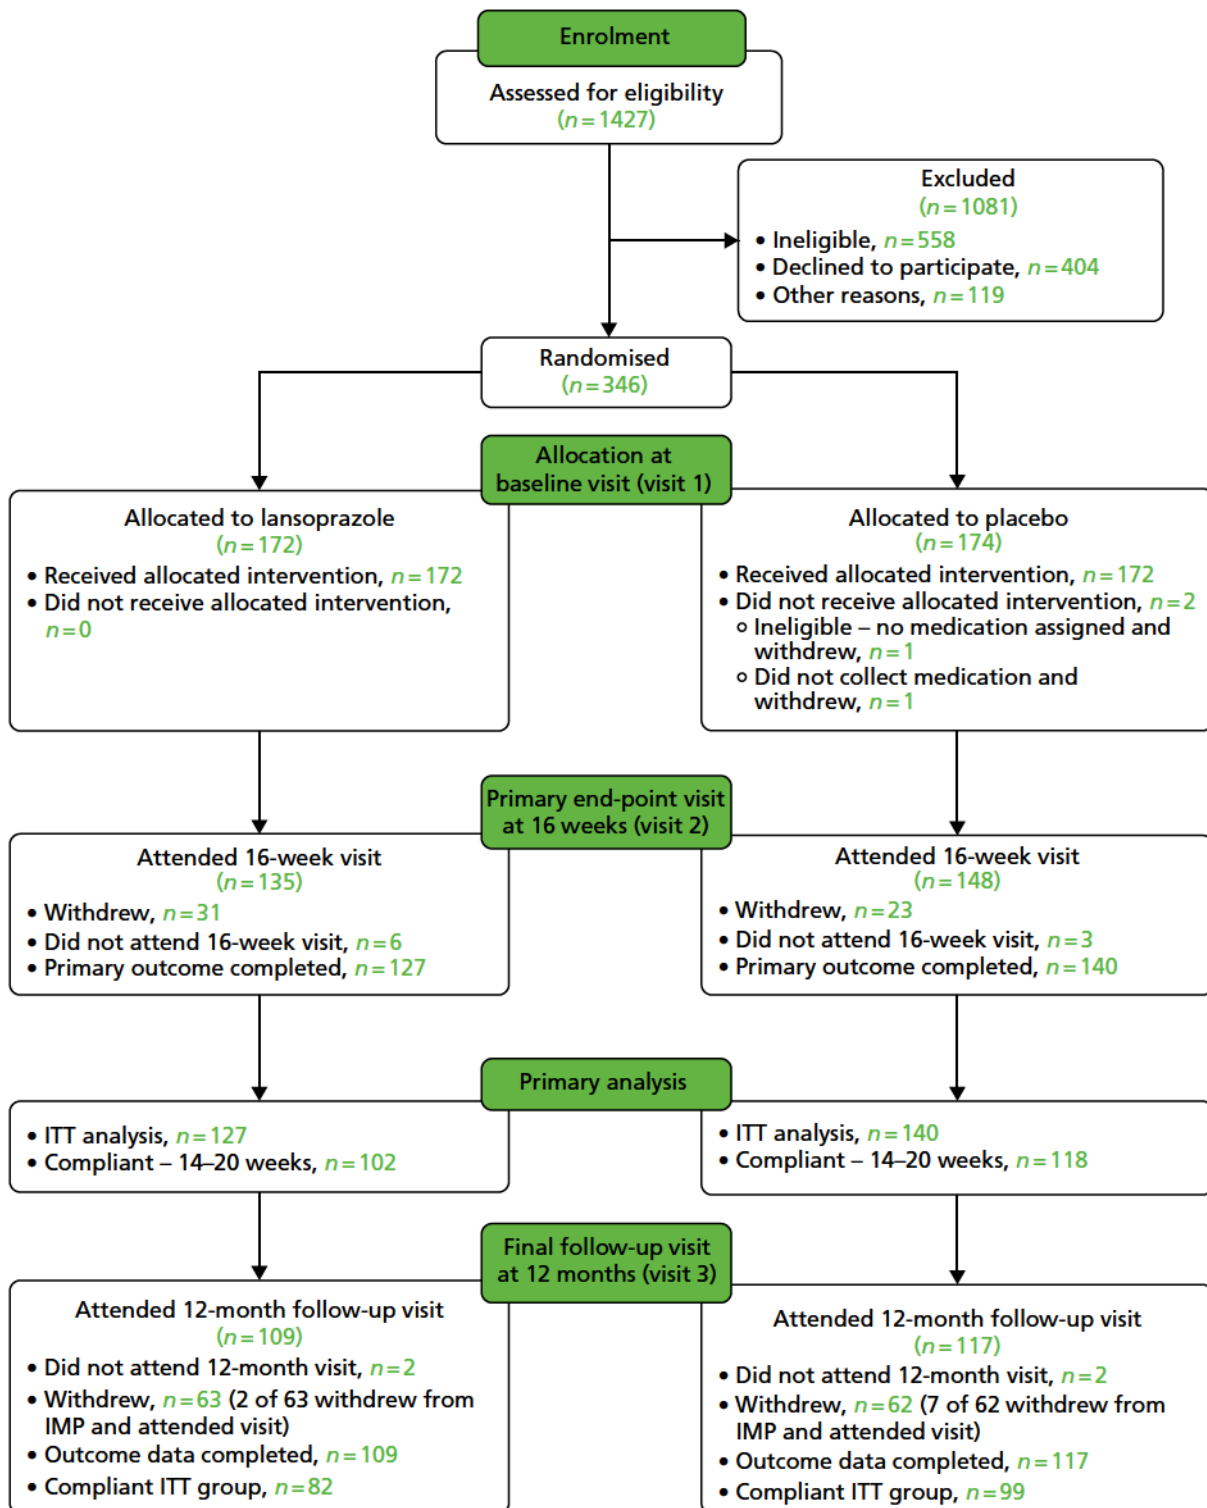 Enrolment
Assessed for eligibility
(n=1427)
Excluded
(n=1081)
• Ineligible, n=558
• Declined to participate, n=404
• Other reasons, n=119
Randomised
(n=346)
Allocation at
baseline visit (visit 1)
Allocated to lansoprazole
(n=172)
• Received allocated intervention, n=172
• Did not receive allocated intervention,
n=0
Allocated to placebo
(n=174)
• Received allocated intervention, n=172
• Did not receive allocated intervention, n=2
○ Ineligible – no medication assigned and
withdrew, n=1
○ Did not collect medication and
withdrew, n=1
Primary end-point visit
at 16 weeks (visit 2)
Attended 16-week visit
(n=135)
• Withdrew, n=31
• Did not attend 16-week visit, n=6
• Primary outcome completed, n=127
Attended 16-week visit
(n=148)
• Withdrew, n=23
• Did not attend 16-week visit, n=3
• Primary outcome completed, n=140
Primary analysis
• ITT analysis, n=127
• Compliant – 14–20 weeks, n=102
• ITT analysis, n=140
• Compliant – 14–20 weeks, n=118
Final follow-up visit
at 12 months (visit 3)
Attended 12-month follow-up visit
(n=109)
• Did not attend 12-month visit, n=2
• Withdrew, n=63 (2 of 63 withdrew from
IMP and attended visit)
• Outcome data completed, n=109
• Compliant ITT group, n=82
Attended 12-month follow-up visit
(n=117)
• Did not attend 12-month visit, n=2
• Withdrew, n=62 (7 of 62 withdrew from
IMP and attended visit)
• Outcome data completed, n=117
• Compliant ITT group, n=99